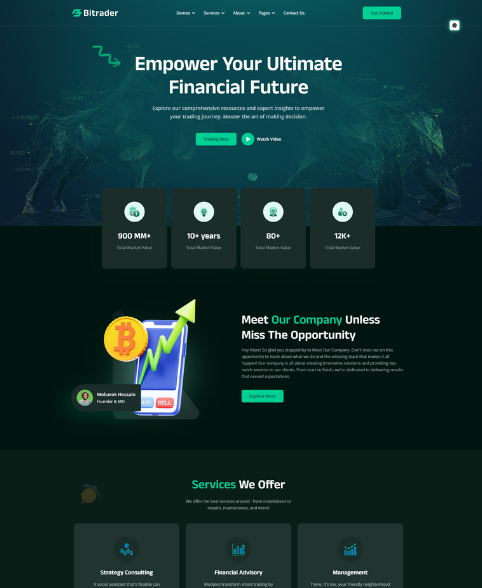 Bitrader
Demos Services About Pages Contact Us Get Started
Empower Your Ultimate
Financial Future
Explore our comprehensive resources and expert insights to empower
your trading journey. Master the art of making decision.
Trading Now Watch Video
900 MM+ 10+ years 80+ 12K+
Total Market Value Total Market Value Total Market Value Total Market Value
Meet Our Company Unless
Miss The Opportunity
Hey there! So glad you stopped by to Meet Our Company. Don't miss out on this
opportunity to learn about what we do and the amazing team that makes it all
happen! Our company is all about creating innovative solutions and providing top-
notch services to our clients. From start to finish, we're dedicated to delivering results
that exceed expectations.
Explore More
Mobarok Hossain
Founder & MD
SELL
Services We Offer
We offer the best services around - from installations to
repairs, maintenance, and more!
Strategy Consulting Financial Advisory Management
A social assistant that's flexible can Modules transform smart trading by There, it's me, your friendly neighborhood